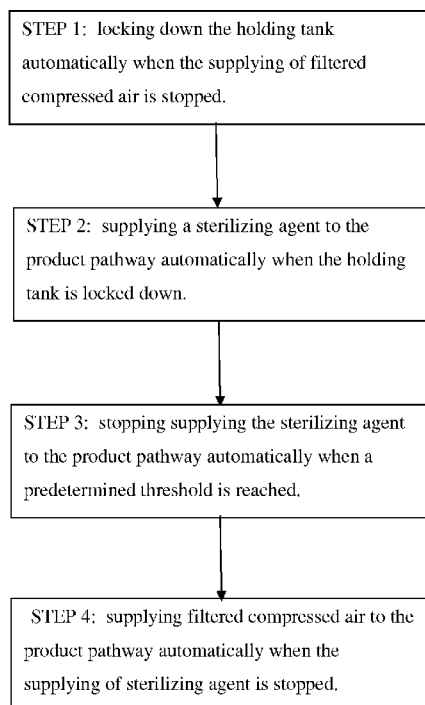 STEP 1: locking down the holding tank
automatically when the supplying of filtered
compressed air is stopped.
STEP 2: supplying a sterilizing agent to the
product pathway automatically when the holding
tank is locked down.
STEP 3: stopping supplying the sterilizing agent
to the product pathway automatically when a
predetermined threshold is reached.
STEP 4: supplying filtered compressed air to the
product pathway automatically when the
supplying of sterilizing agent is stopped.